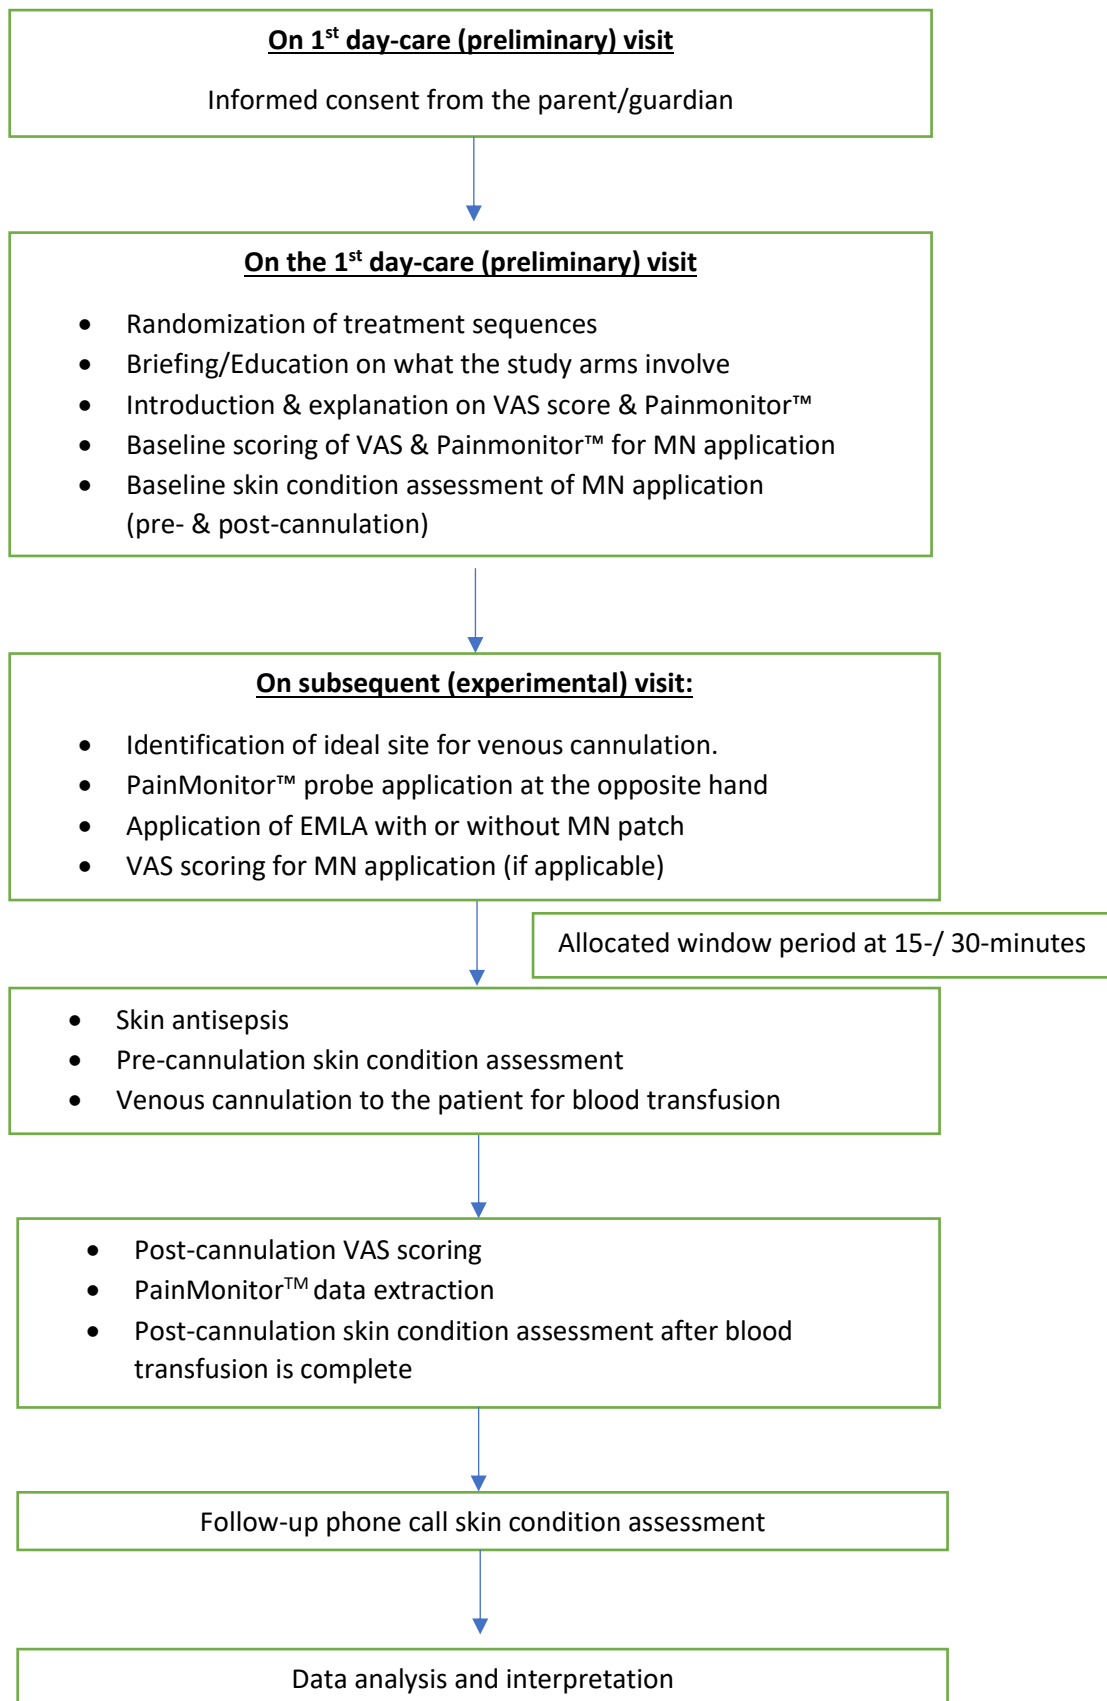 On 1st day-care (preliminary) visit
Informed consent from the parent/guardian
On the 1st day-care (preliminary) visit
• Randomization of treatment sequences
• Briefing/Education on what the study arms involve
• Introduction & explanation on VAS score & Painmonitor™
• Baseline scoring of VAS & Painmonitor™ for MN application
• Baseline skin condition assessment of MN application
(pre- & post-cannulation)
On subsequent (experimental) visit:
• Identification of ideal site for venous cannulation.
• PainMonitor™ probe application at the opposite hand
• Application of EMLA with or without MN patch
• VAS scoring for MN application (if applicable)
Allocated window period at 15-/ 30-minutes
• Skin antisepsis
• Pre-cannulation skin condition assessment
• Venous cannulation to the patient for blood transfusion
• Post-cannulation VAS scoring
• PainMonitor™ data extraction
• Post-cannulation skin condition assessment after blood
transfusion is complete
Follow-up phone call skin condition assessment
Data analysis and interpretation